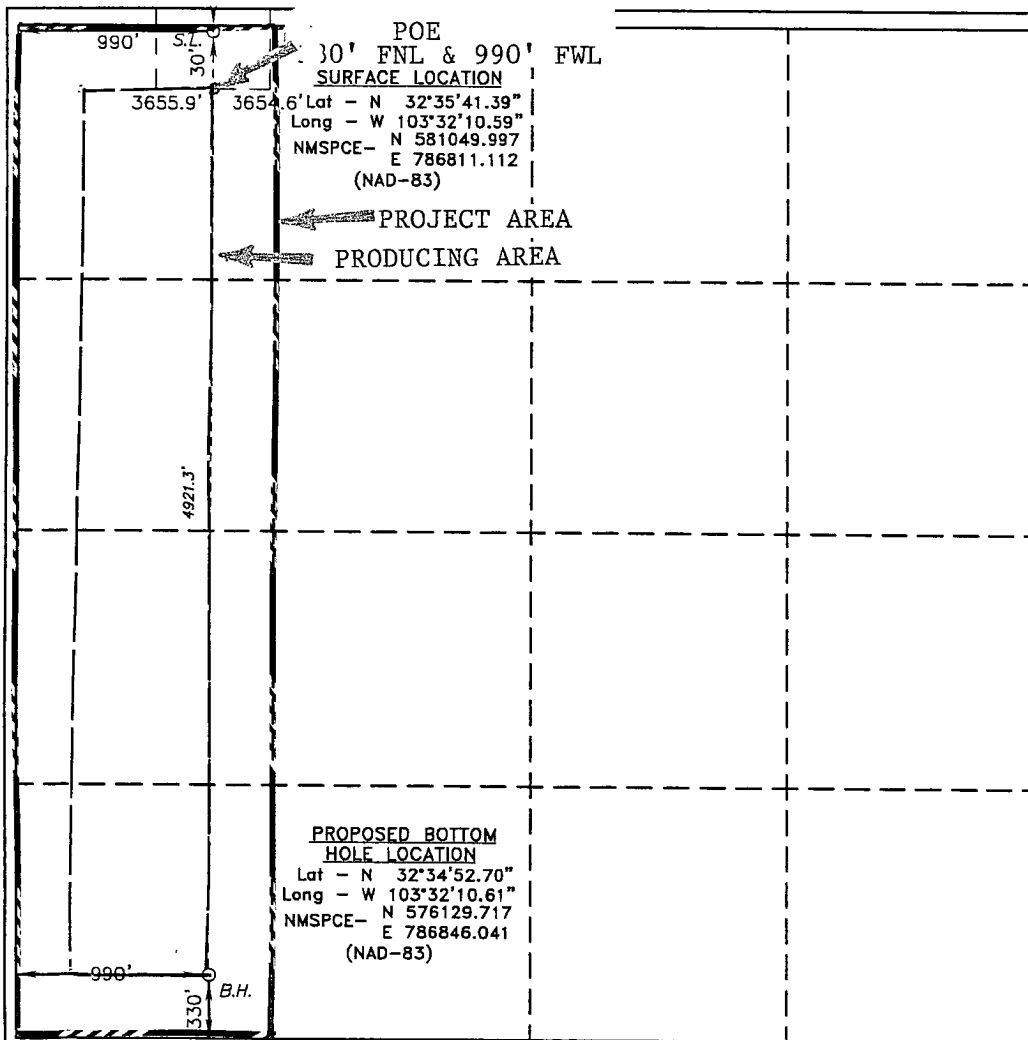 POE
30' FNL & 990' FWL
990'
S.L.
30'
SURFACE LOCATION
3655.9'
3654.6'
Lat - N 32°35'41.39"
Long - W 103°32'10.59"
NMSPCE- N 581049.997
E 786811.112
(NAD-83)
PROJECT AREA
PRODUCING AREA
4921.3'
PROPOSED BOTTOM
HOLE LOCATION
Lat - N 32°34'52.70"
Long - W 103°32'10.61"
NMSPCE- N 576129.717
E 786846.041
(NAD-83)
990'
B.H.
330'